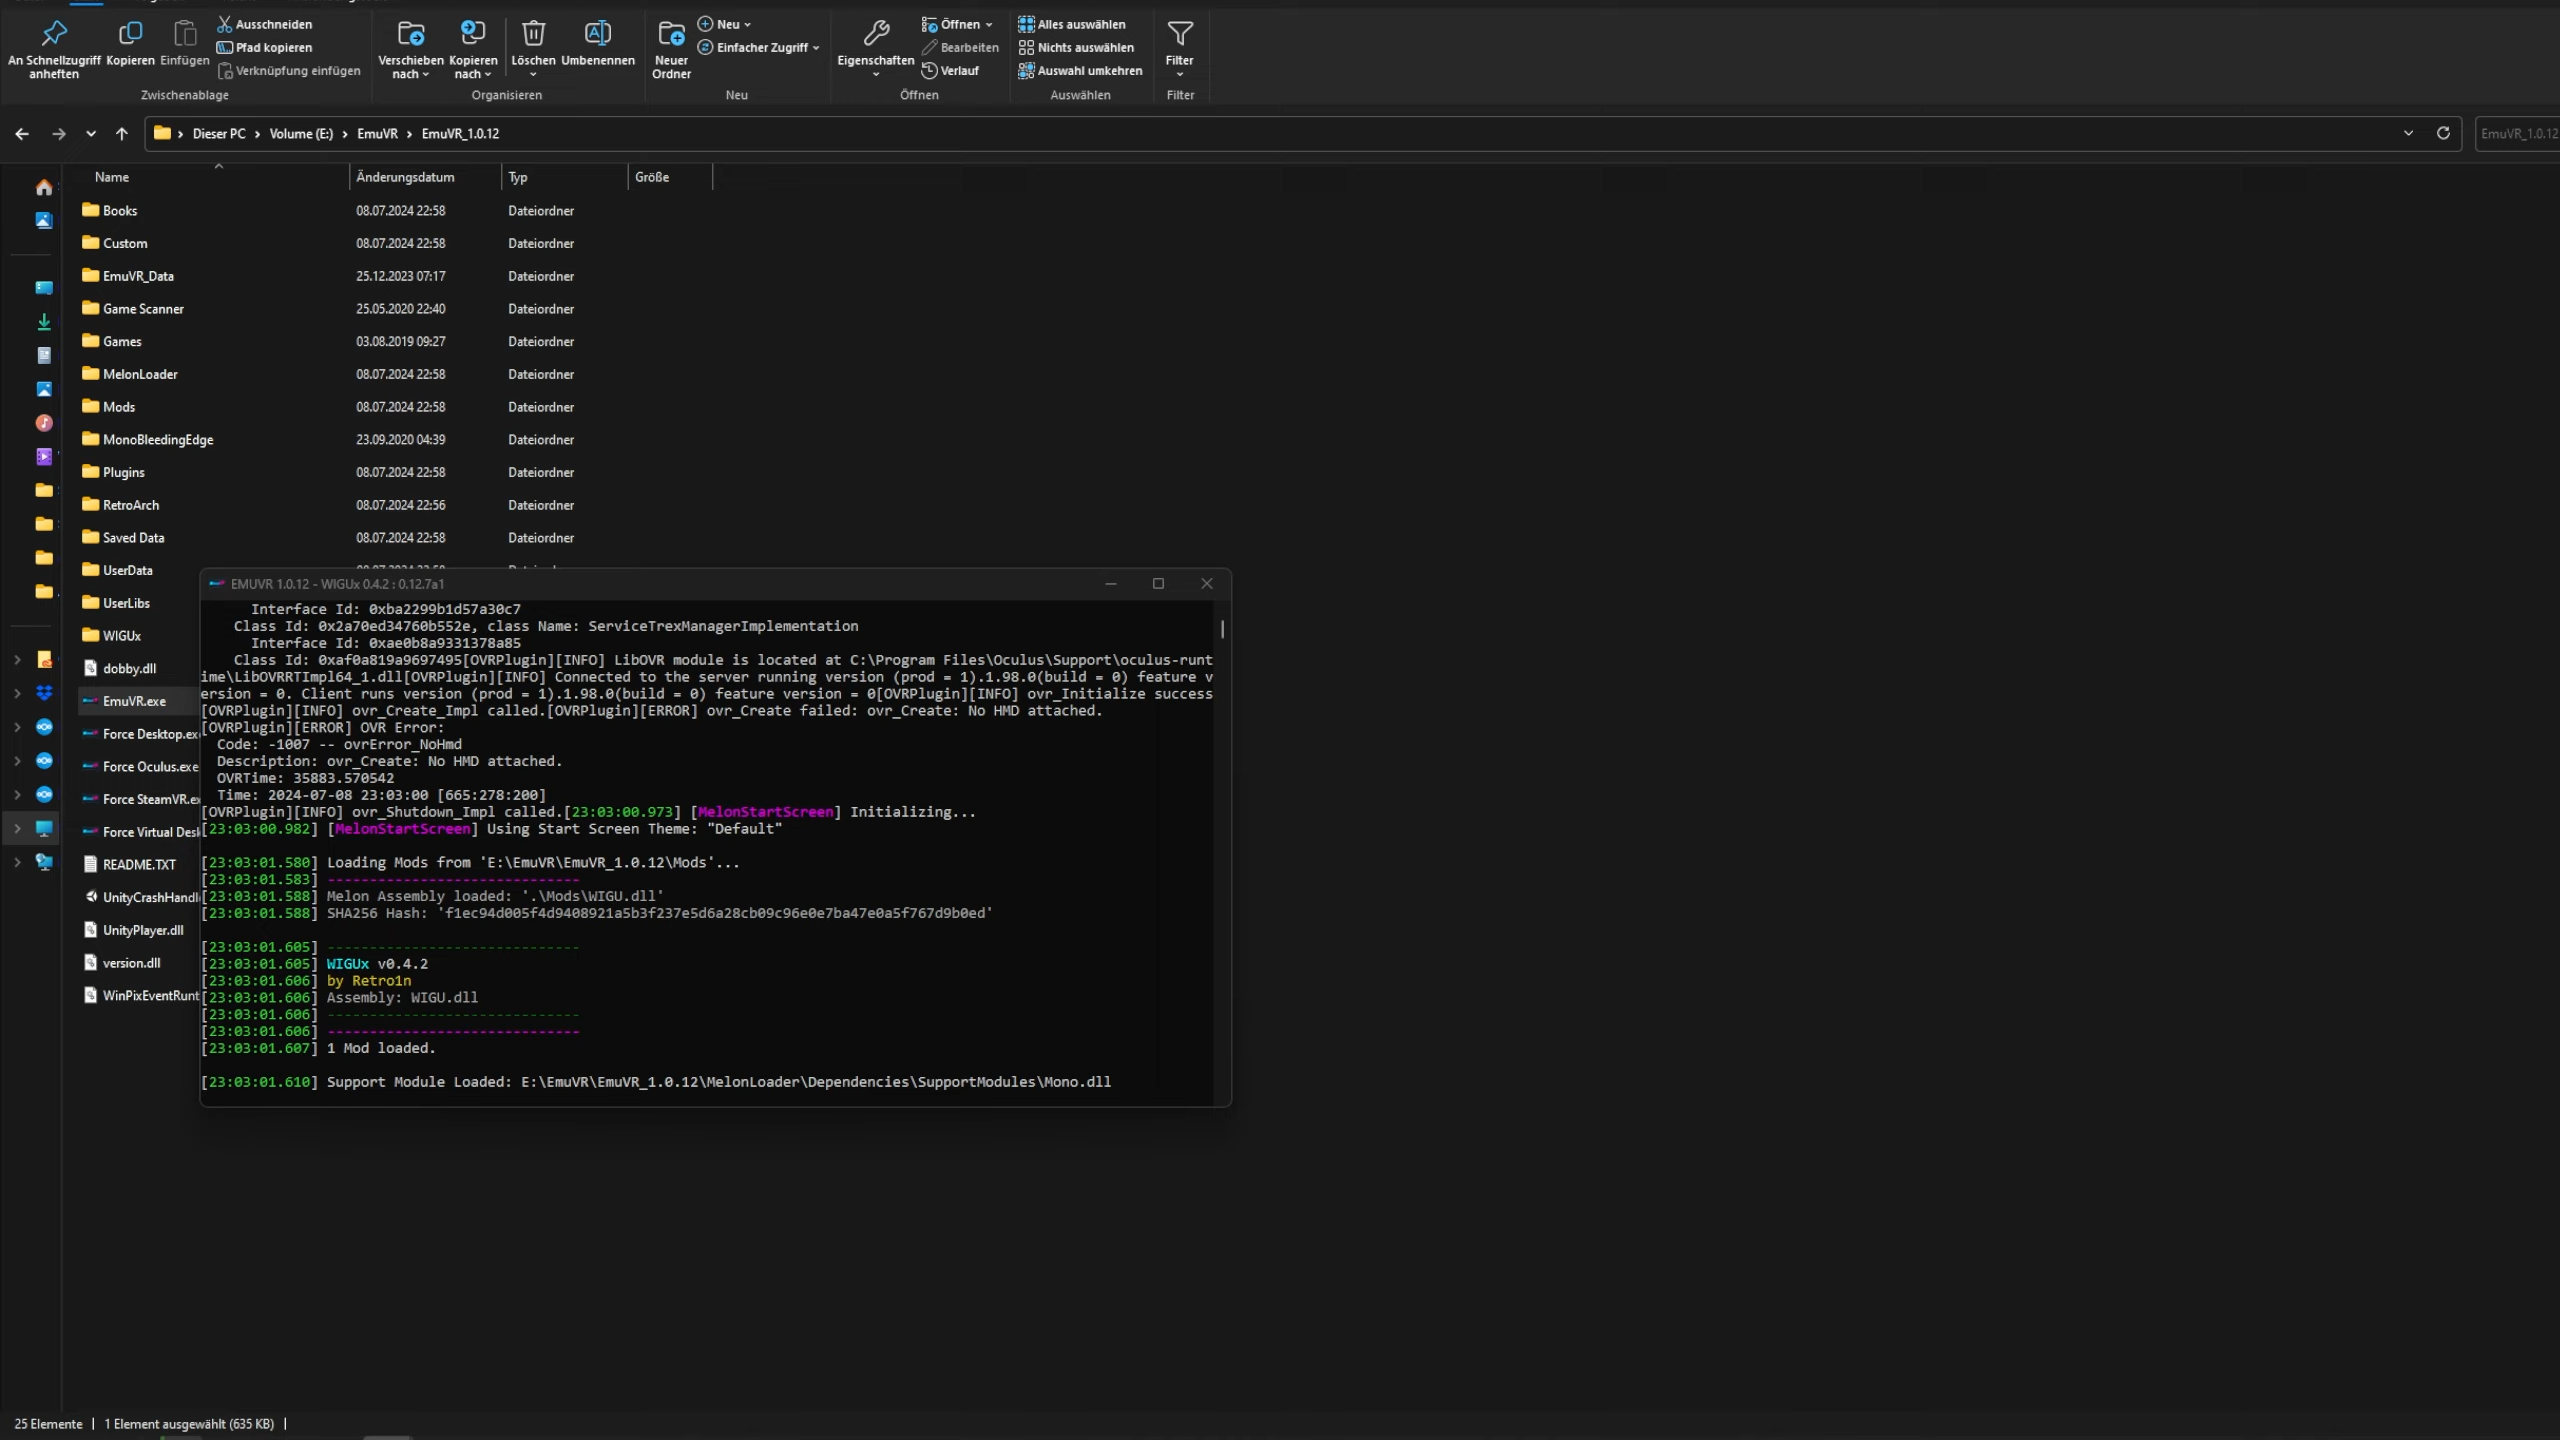 Ausschneiden
Pfad kopieren
Verknüpfung einfügen
An Schnellzugriff anheften
Kopieren
Einfügen
Zwischenablage
Verschieben nach
Kopieren nach
Löschen
Umbenennen
Organisieren
Neuer Ordner
Neu
Einfacher Zugriff
Neu
Eigenschaften
Öffnen
Bearbeiten
Verlauf
Öffnen
Alles auswählen
Nichts auswählen
Auswahl umkehren
Auswählen
Filter
Filter
Dieser PC > Volume (E:) > EmuVR > EmuVR_1.0.12
EmuVR_1.0.12
Name Änderungsdatum Typ Größe
Books 08.07.2024 22:58 Dateiordner
Custom 08.07.2024 22:58 Dateiordner
EmuVR_Data 25.12.2023 07:17 Dateiordner
Game Scanner 25.05.2020 22:40 Dateiordner
Games 03.08.2019 09:27 Dateiordner
MelonLoader 08.07.2024 22:58 Dateiordner
Mods 08.07.2024 22:58 Dateiordner
MonoBleedingEdge 23.09.2020 04:39 Dateiordner
Plugins 08.07.2024 22:58 Dateiordner
RetroArch 08.07.2024 22:56 Dateiordner
Saved Data 08.07.2024 22:58 Dateiordner
UserData
UserLibs
WIGUx
dobby.dll
EmuVR.exe
Force Desktop.exe
Force Oculus.exe
Force SteamVR.ex
Force Virtual Desk
README.TXT
UnityCrashHandl
UnityPlayer.dll
version.dll
WinPixEventRunt
EMUVR 1.0.12 - WIGUx 0.4.2 : 0.12.7a1
Interface Id: 0xba2299b1d57a30c7
Class Id: 0x2a70ed34760b552e, class Name: ServiceTrexManagerImplementation
Interface Id: 0xae0b8a9331378a85
Class Id: 0xaf0a819a9697495[OVRPlugin][INFO] LibOVR module is located at C:\Program Files\Oculus\Support\oculus-runt
ime\LibOVRRTImpl64_1.dll[OVRPlugin][INFO] Connected to the server running version (prod = 1).1.98.0(build = 0) feature v
ersion = 0. Client runs version (prod = 1).1.98.0(build = 0) feature version = 0[OVRPlugin][INFO] ovr_Initialize success
[OVRPlugin][INFO] ovr_Create_Impl called.[OVRPlugin][ERROR] ovr_Create failed: ovr_Create: No HMD attached.
[OVRPlugin][ERROR] OVR Error:
Code: -1007 -- ovrError_NoHmd
Description: ovr_Create: No HMD attached.
OVRTime: 35883.570542
Time: 2024-07-08 23:03:00 [665:278:200]
[OVRPlugin][INFO] ovr_Shutdown_Impl called.[23:03:00.973] [MelonStartScreen] Initializing...
[23:03:00.982] [MelonStartScreen] Using Start Screen Theme: "Default"
[23:03:01.580] Loading Mods from 'E:\EmuVR\EmuVR_1.0.12\Mods'...
[23:03:01.583] ------------------------------
[23:03:01.588] Melon Assembly loaded: '.\Mods\WIGU.dll'
[23:03:01.588] SHA256 Hash: 'f1ec94d005f4d9408921a5b3f237e5d6a28cb09c96e0e7ba47e0a5f767d9b0ed'
[23:03:01.605] ------------------------------
[23:03:01.605] WIGUx v0.4.2
[23:03:01.606] by Retro1n
[23:03:01.606] Assembly: WIGU.dll
[23:03:01.606] ------------------------------
[23:03:01.606] ------------------------------
[23:03:01.607] 1 Mod loaded.
[23:03:01.610] Support Module Loaded: E:\EmuVR\EmuVR_1.0.12\MelonLoader\Dependencies\SupportModules\Mono.dll
25 Elemente | 1 Element ausgewählt (635 KB) |